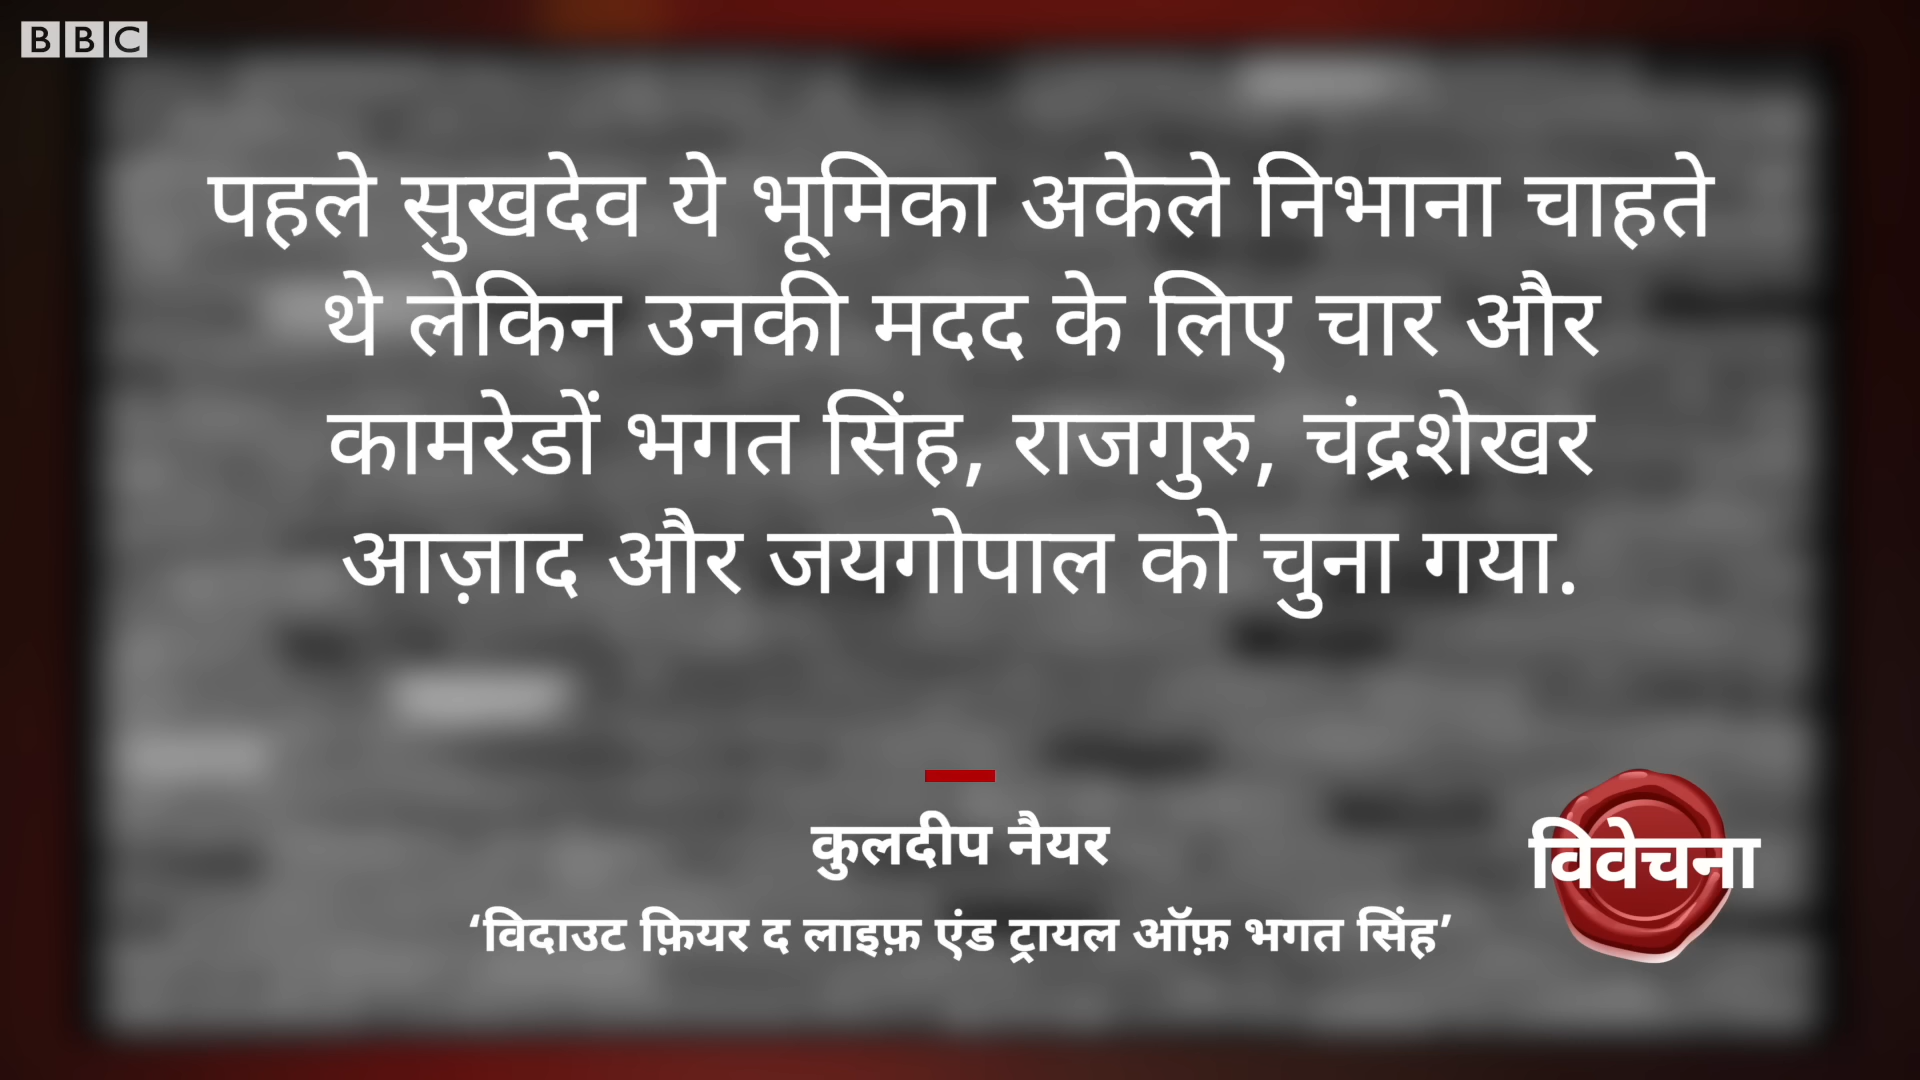 BBC
पहले सुखदेव ये भूमिका अकेले निभाना चाहते
थे लेकिन उनकी मदद के लिए चार और
कामरेडों भगत सिंह, राजगुरु, चंद्रशेखर
आज़ाद और जयगोपाल को चुना गया.
कुलदीप नैयर
‘विदाउट फ़ियर द लाइफ़ एंड ट्रायल ऑफ़ भगत सिंह’
विवेचना